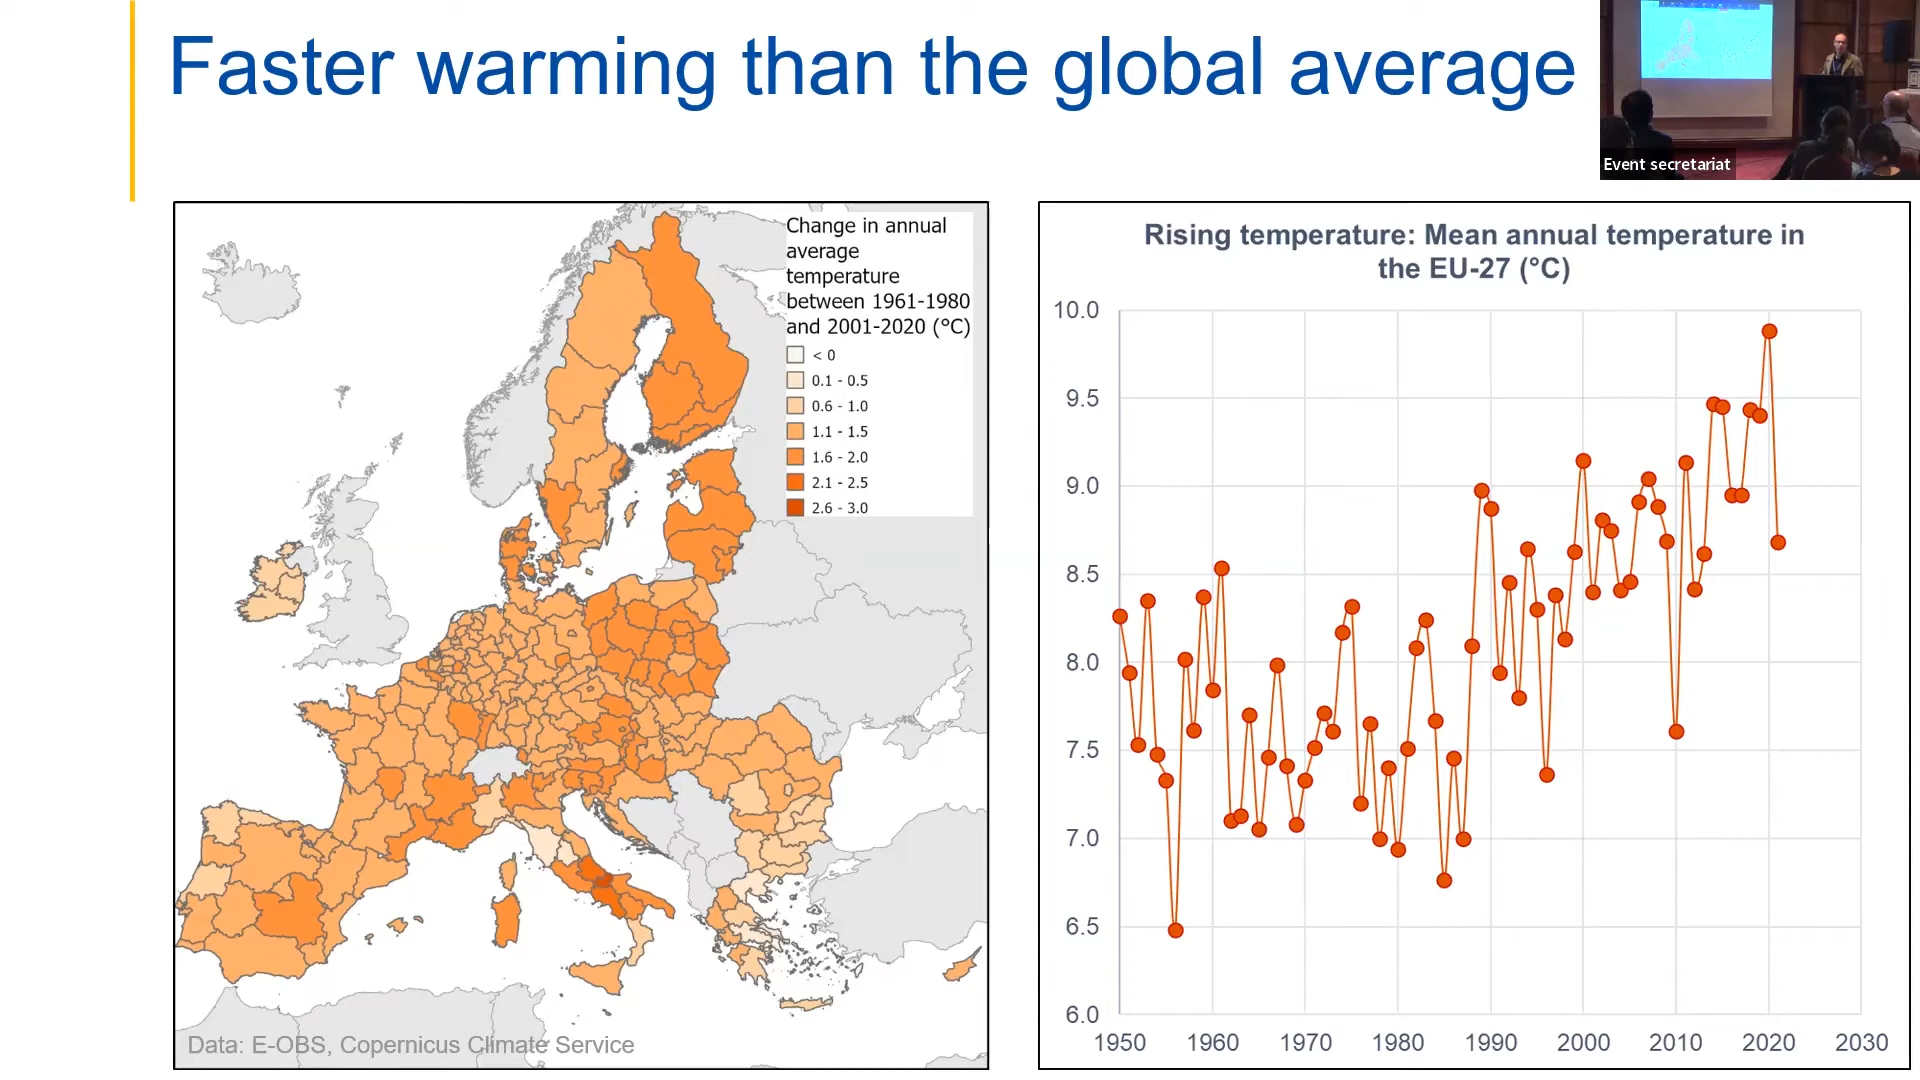 Faster warming than the global average
Event secretariat
Change in annual
average
temperature
between 1961-1980
and 2001-2020 (°C)
< 0
0.1 - 0.5
0.6 - 1.0
1.1 - 1.5
1.6 - 2.0
2.1 - 2.5
2.6 - 3.0
Data: E-OBS, Copernicus Climate Service
Rising temperature: Mean annual temperature in
the EU-27 (°C)
10.0
9.5
9.0
8.5
8.0
7.5
7.0
6.5
6.0
1950 1960 1970 1980 1990 2000 2010 2020 2030